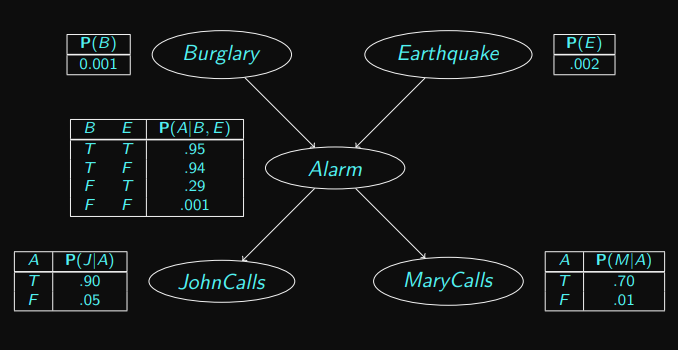 P(B)
0.001
Burglary
Earthquake
P(E)
.002
B E P(A|B, E)
T T .95
T F .94
F T .29
F F .001
Alarm
A P(J|A)
T .90
F .05
JohnCalls
MaryCalls
A P(M|A)
T .70
F .01